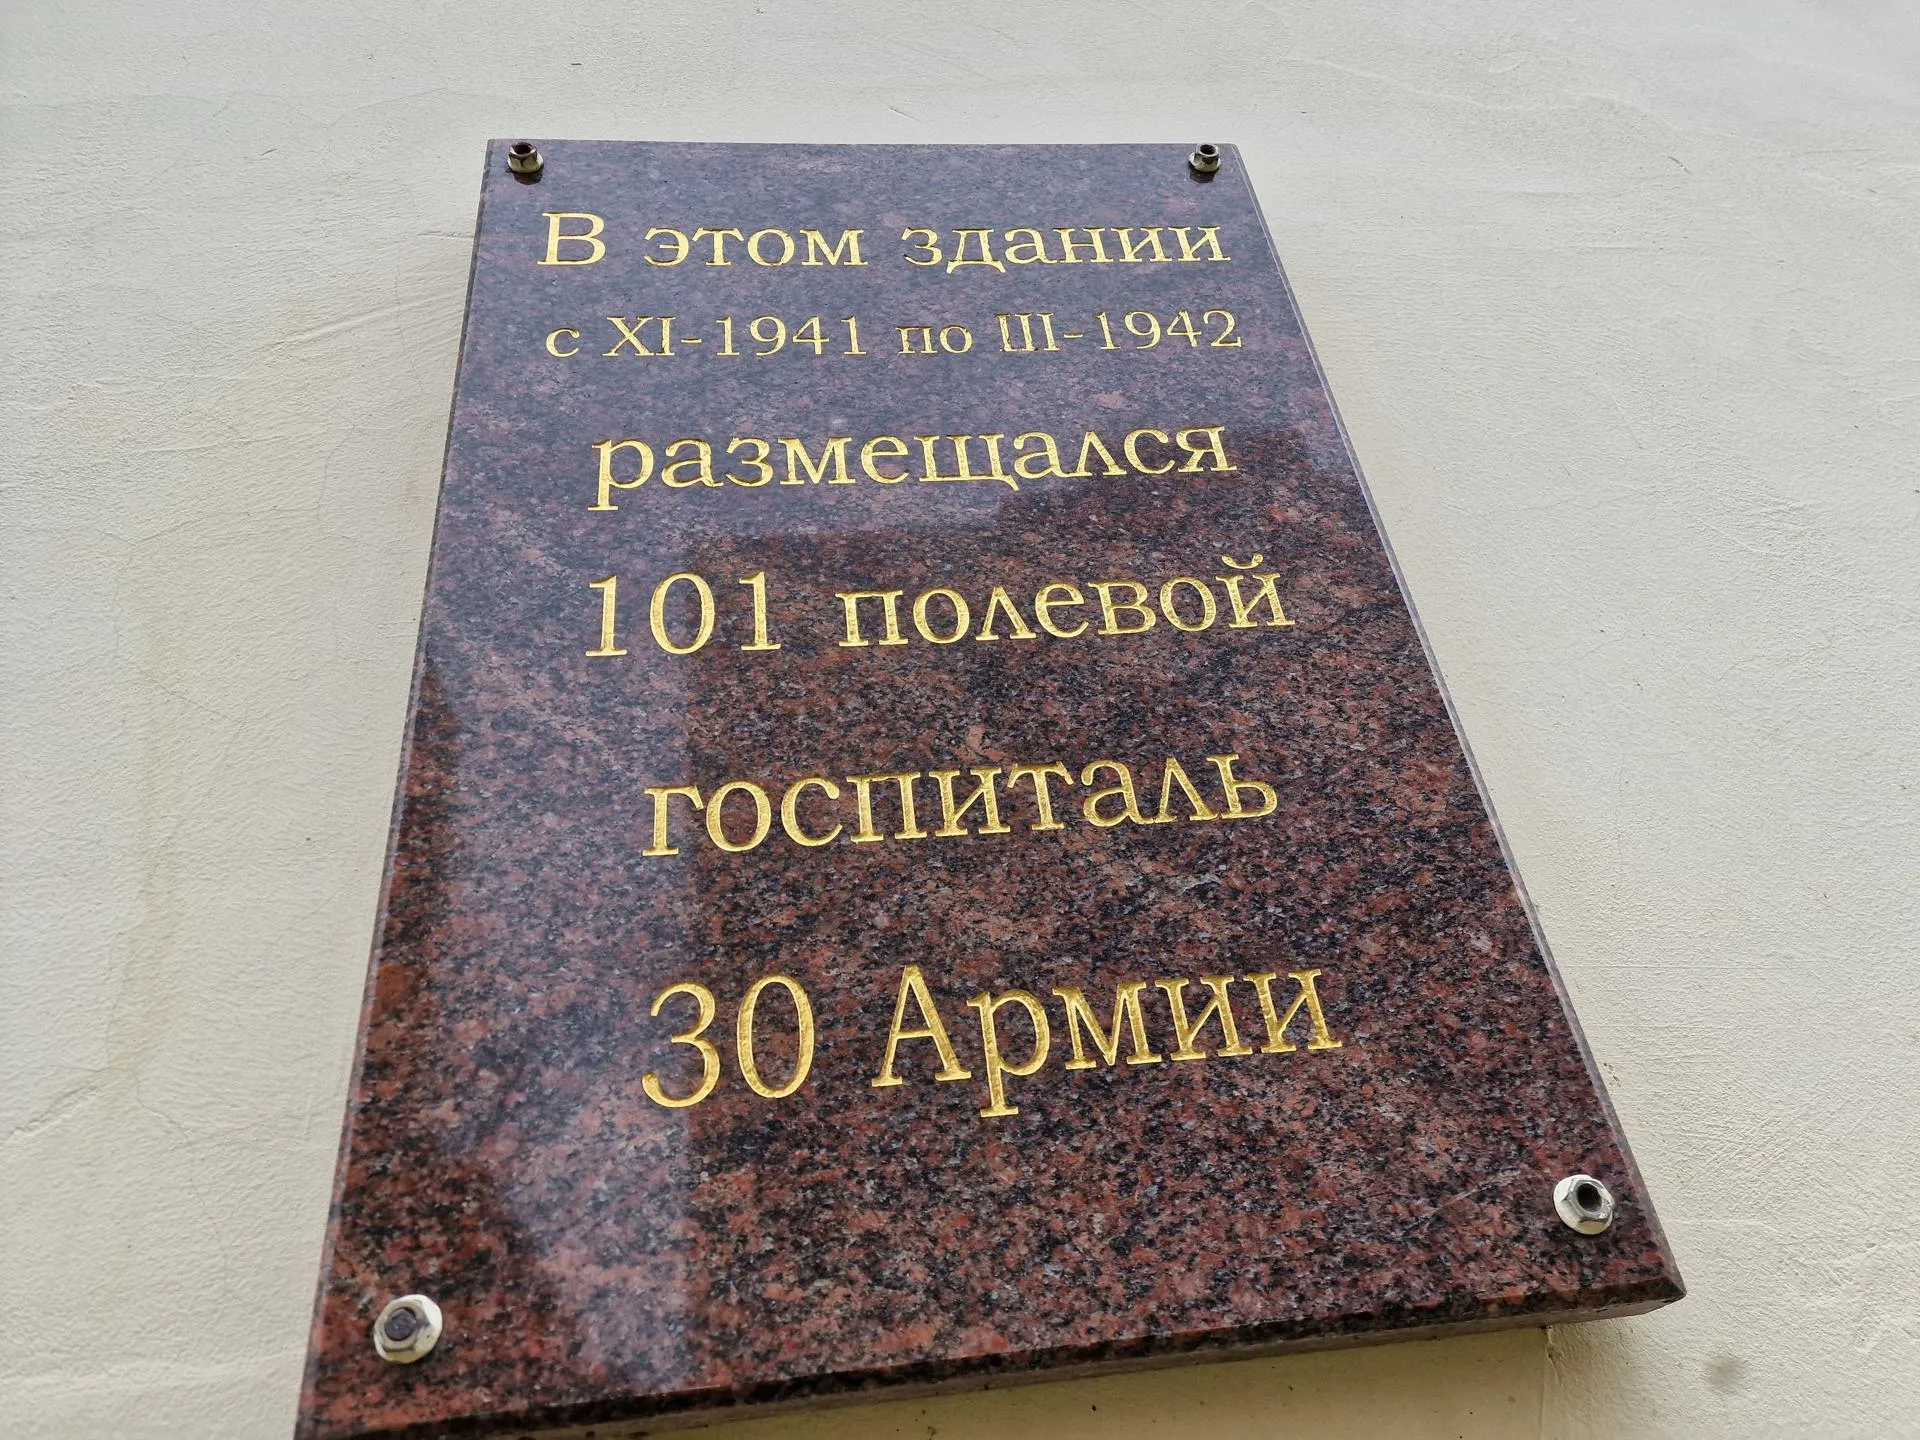 В этом здании
с XI-1941 по III-1942
размещался
101 полевой
госпиталь
30 Армии